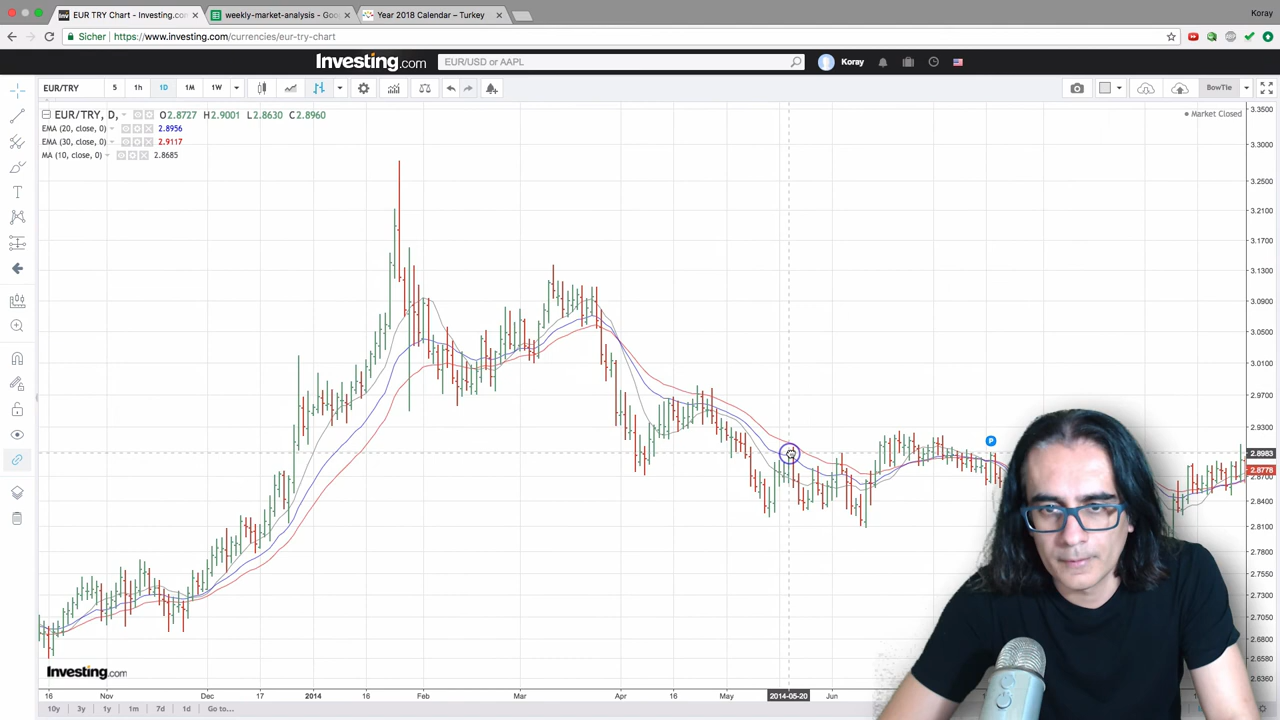 EUR TRY Chart - Investing.com
weekly-market-analysis - Goo
Year 2018 Calendar – Turkey
Koray
Sicher
https://www.investing.com/currencies/eur-try-chart
Investing.com
EUR/USD or AAPL
Koray
EUR/TRY
5
1h
1D
1M
1W
BowTie
EUR/TRY, D,
O2.8727 H2.9001 L2.8630 C2.8960
Market Closed
EMA (20, close, 0)
2.8956
EMA (30, close, 0)
2.9117
MA (10, close, 0)
2.8685
3.3500
3.3000
3.2500
3.2100
3.1700
3.1300
3.0900
3.0500
3.0100
2.9700
2.9300
2.8983
2.8778
2.8700
2.8400
2.8100
2.7800
2.7550
2.7300
2.7050
2.6800
2.6580
2.6360
P
Investing.com
16
Nov
Dec
17
2014
16
Feb
Mar
Apr
16
May
2014-05-20
Jun
10y
1y
1m
7d
1d
Go to...